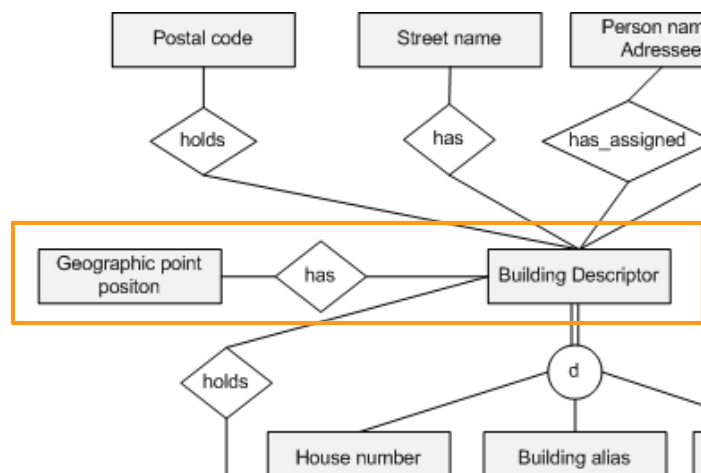 Postal code
Street name
Person nam
Adressee
holds
has
has_assigned
Geographic point
positon
has
Building Descriptor
holds
d
House number
Building alias